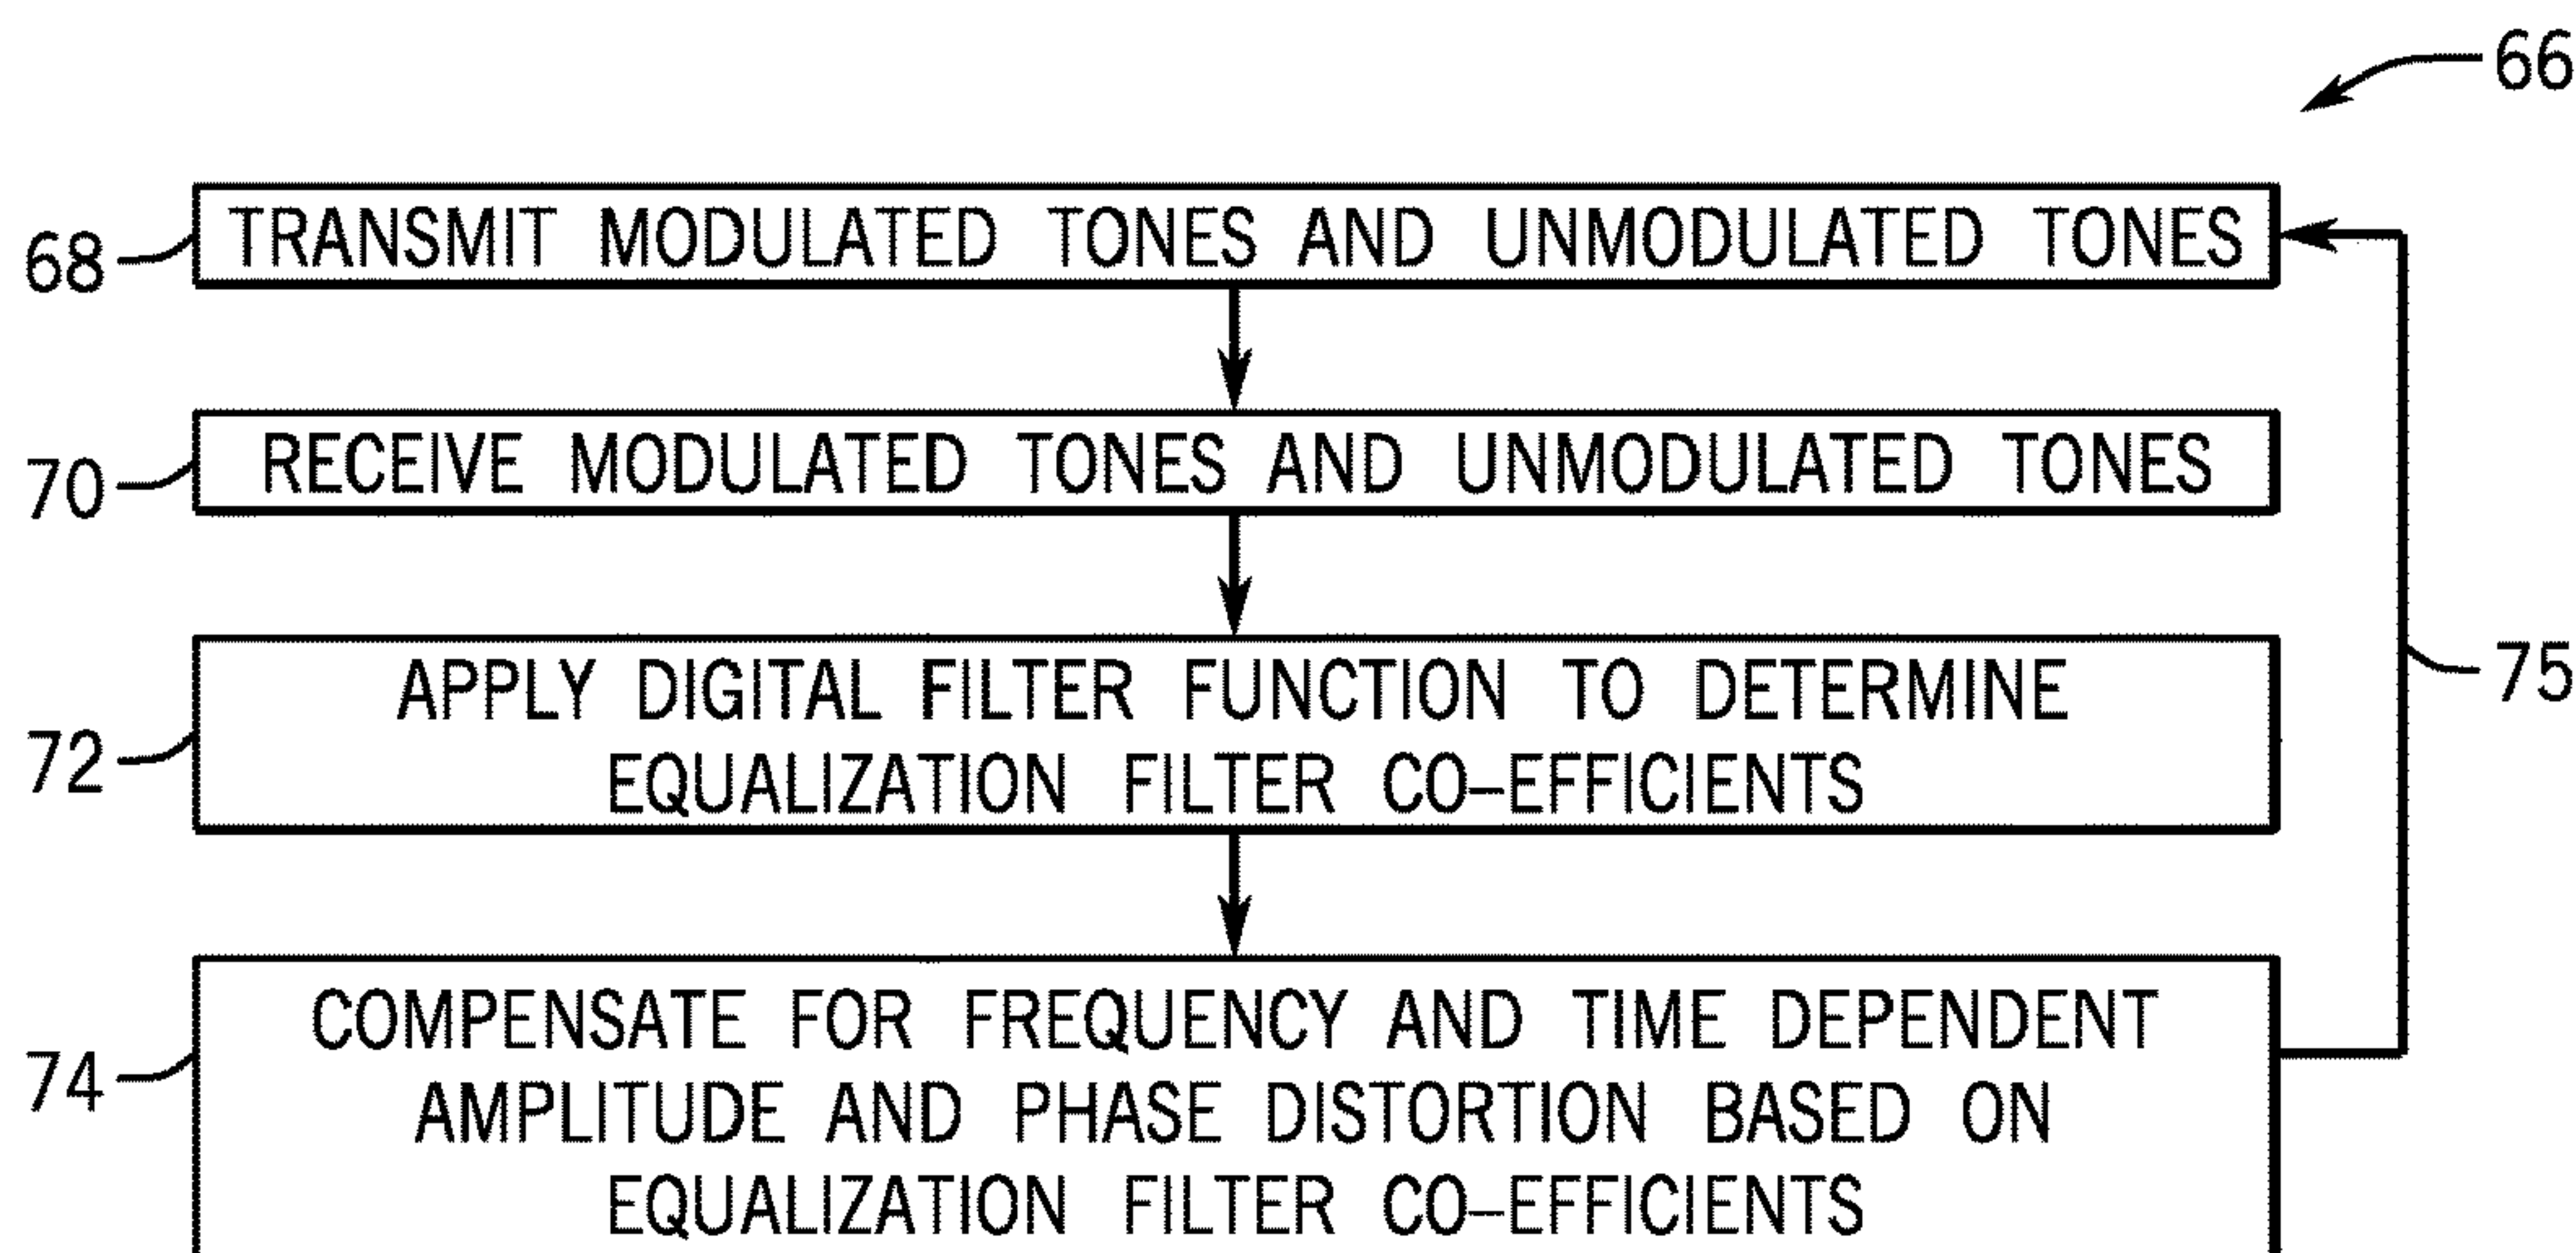 66
68
TRANSMIT MODULATED TONES AND UNMODULATED TONES
70
RECEIVE MODULATED TONES AND UNMODULATED TONES
72
APPLY DIGITAL FILTER FUNCTION TO DETERMINE
EQUALIZATION FILTER CO–EFFICIENTS
75
74
COMPENSATE FOR FREQUENCY AND TIME DEPENDENT
AMPLITUDE AND PHASE DISTORTION BASED ON
EQUALIZATION FILTER CO–EFFICIENTS